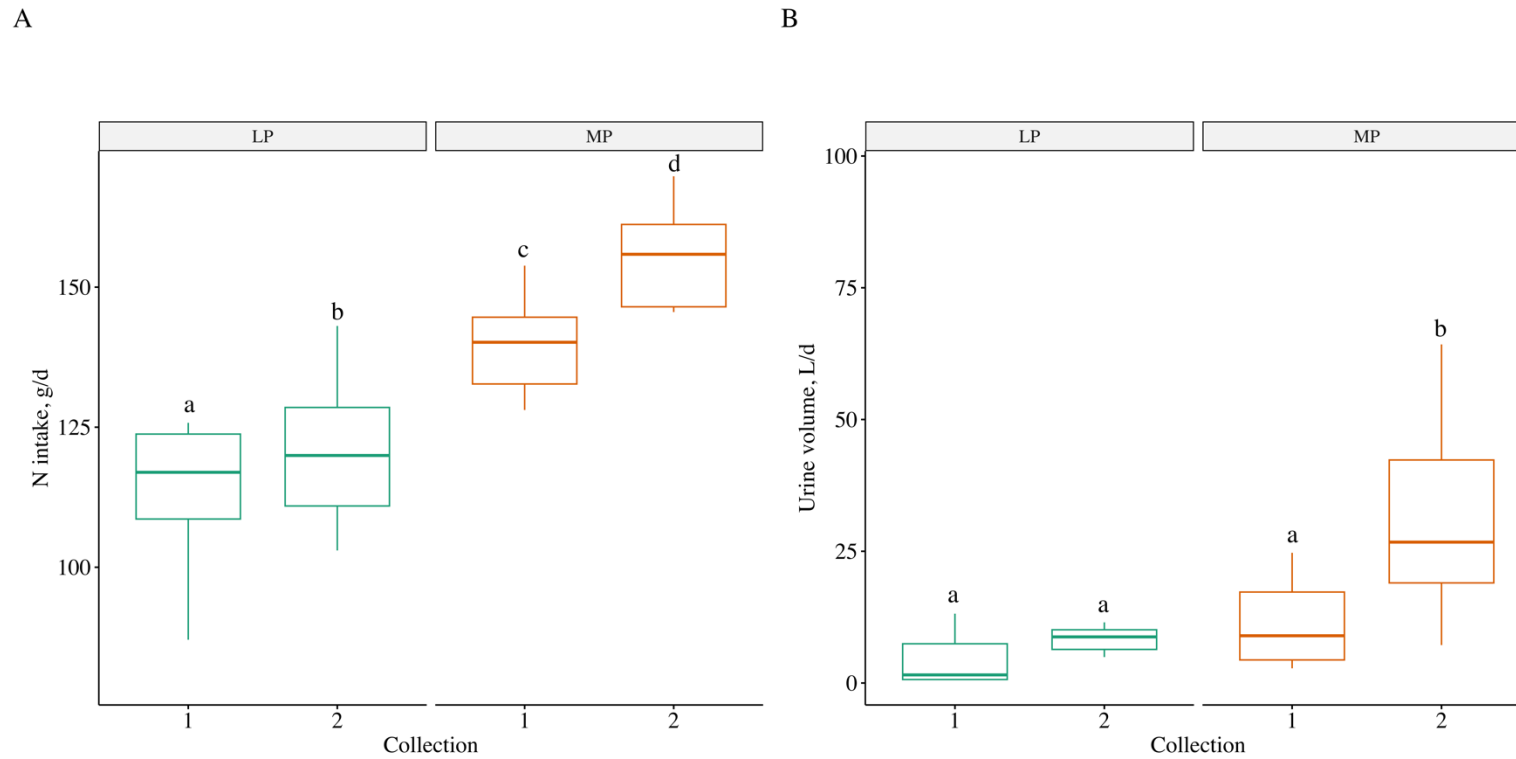 A
LP MP
N intake, g/d
150
125
100
a
b
c
d
1 2 1 2
Collection
B
LP MP
Urine volume, L/d
100
75
50
25
0
a
a
a
b
1 2 1 2
Collection